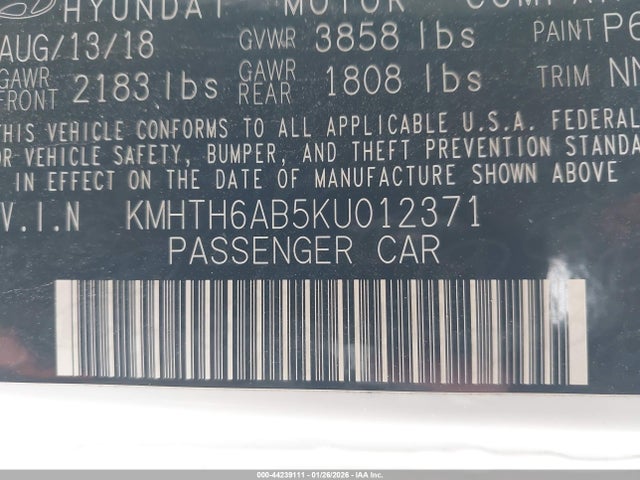 HYUNDAI MOTOR
AUG/13/18 GVWR 3858 lbs PAINT
GAWR FRONT 2183 lbs GAWR REAR 1808 lbs TRIM
THIS VEHICLE CONFORMS TO ALL APPLICABLE U.S.A. FEDERAL
VEHICLE SAFETY, BUMPER, AND THEFT PREVENTION
IN EFFECT ON THE DATE OF MANUFACTURE SHOWN ABOVE
V.I.N KMHTH6AB5KU012371
PASSENGER CAR
000-44239111 - 01/26/2026 - IAA Inc.